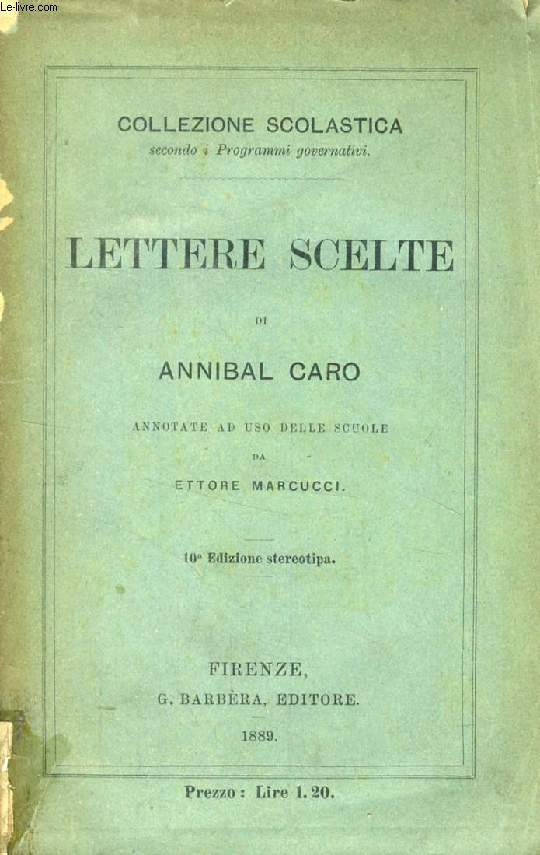 Le-livre.com
COLLEZIONE SCOLASTICA
secondo i Programmi governativi.
LETTERE SCELTE
DI
ANNIBAL CARO
ANNOTATE AD USO DELLE SCUOLE
DA
ETTORE MARCUCCI.
10ª Edizione stereotipa.
FIRENZE,
G. BARBÈRA, EDITORE.
1889.
Prezzo: Lire 1.20.